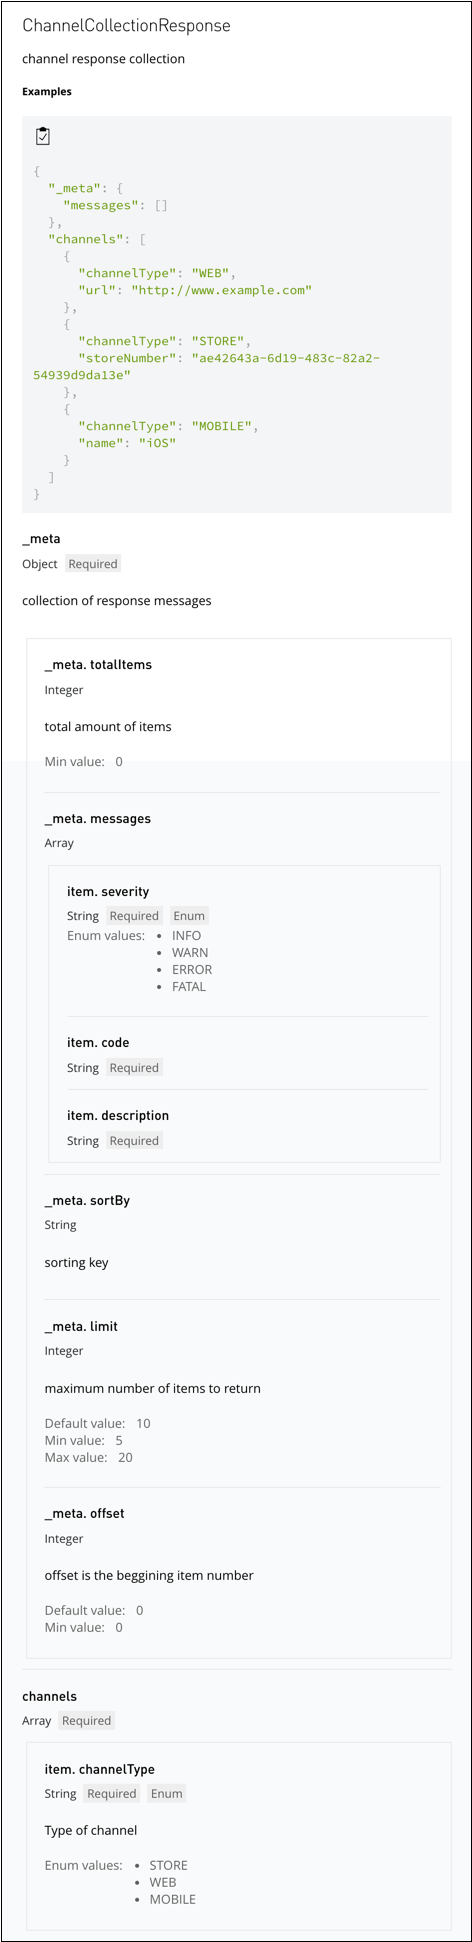 ChannelCollectionResponse
channel response collection
Examples
{
"_meta": {
"messages": []
},
"channels": [
{
"channelType": "WEB",
"url": "http://www.example.com"
},
{
"channelType": "STORE",
"storeNumber": "ae42643a-6d19-483c-82a2-
54939d9da13e"
},
{
"channelType": "MOBILE",
"name": "iOS"
}
]
}
_meta
Object Required
collection of response messages
_meta. totalItems
Integer
total amount of items
Min value: 0
_meta. messages
Array
item. severity
String Required Enum
Enum values: • INFO
• WARN
• ERROR
• FATAL
item. code
String Required
item. description
String Required
_meta. sortBy
String
sorting key
_meta. limit
Integer
maximum number of items to return
Default value: 10
Min value: 5
Max value: 20
_meta. offset
Integer
offset is the beggining item number
Default value: 0
Min value: 0
channels
Array Required
item. channelType
String Required Enum
Type of channel
Enum values: • STORE
• WEB
• MOBILE